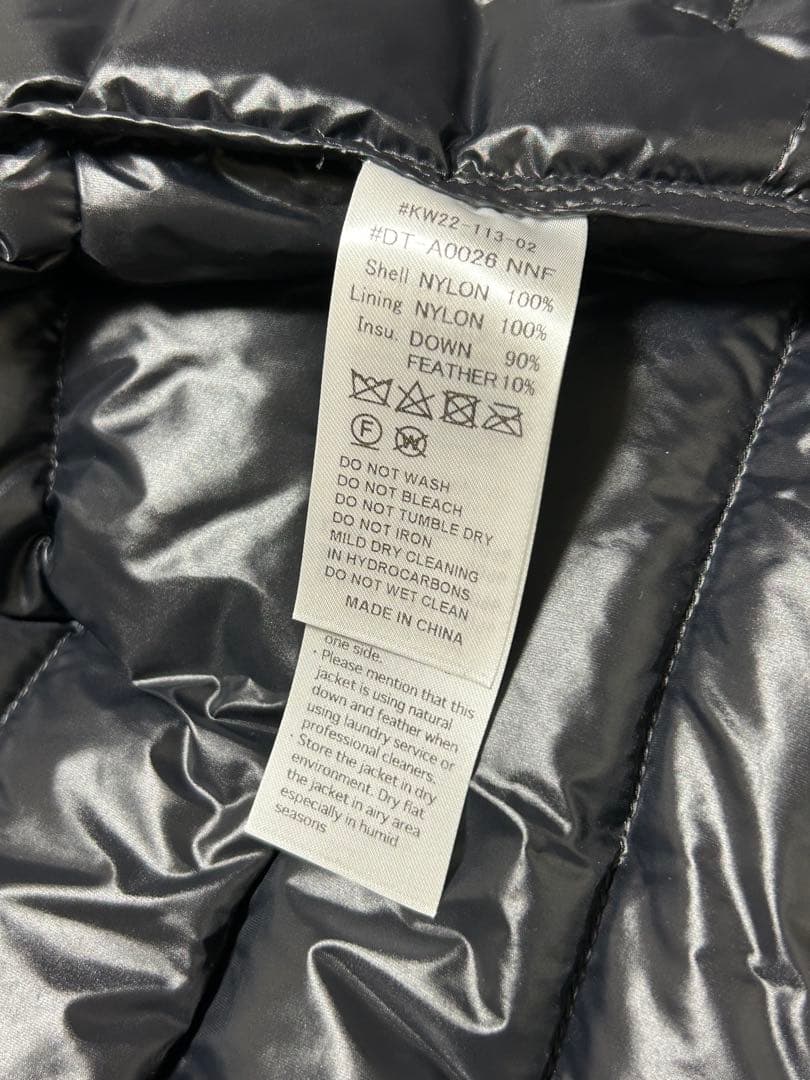 #KW22-113-02
#DT-A0026 NNF
Shell NYLON 100%
Lining NYLON 100%
Insu. DOWN 90%
FEATHER 10%
F W
DO NOT WASH
DO NOT BLEACH
DO NOT TUMBLE DRY
DO NOT IRON
MILD DRY CLEANING
IN HYDROCARBONS
DO NOT WET CLEAN
MADE IN CHINA
one side.
· Please mention that this
jacket is using natural
down and feather when
using laundry service or
professional cleaners.
· Store the jacket in dry
environment. Dry flat
the jacket in airy area
especially in humid
seasons